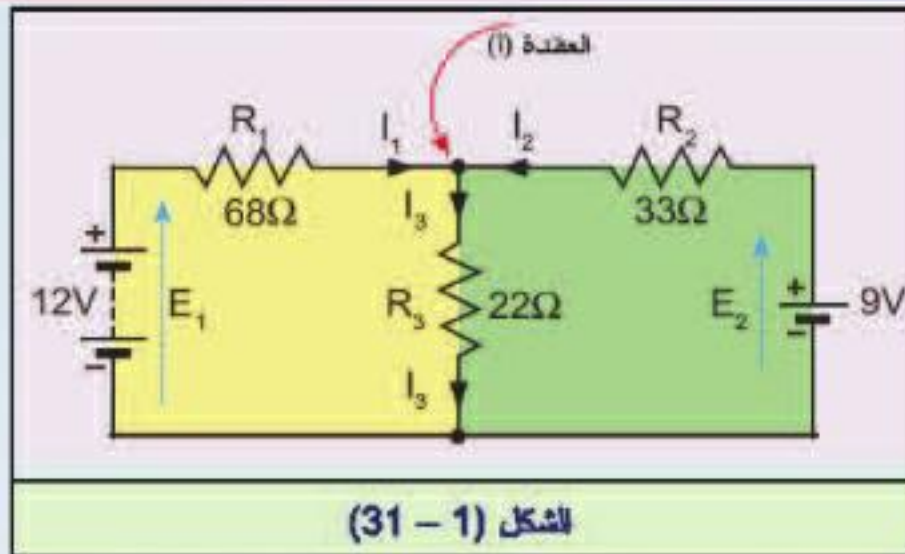 العقدة (أ)
R₁ I₁ I₂ R₂
68Ω I₃ 33Ω
+
12V E₁ R₃ 22Ω E₂ + 9V
-
- I₃
الشكل (1 – 31)